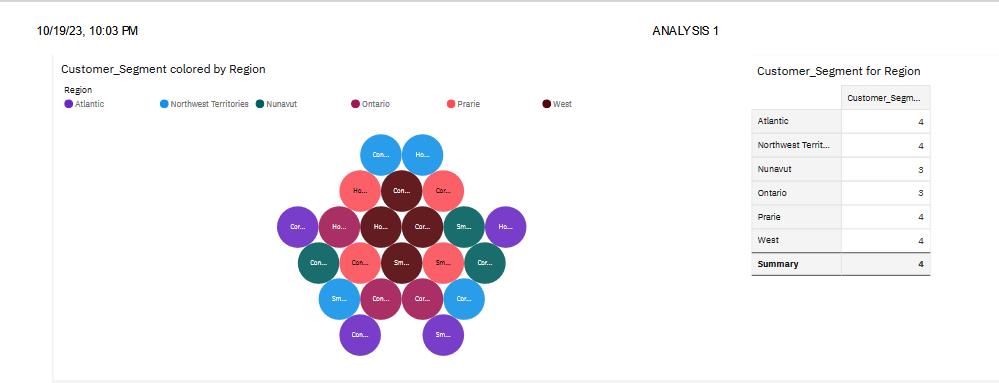 10/19/23, 10:03 PM ANALYSIS 1
Customer_Segment colored by Region
Region
Atlantic Northwest Territories Nunavut Ontario Prarie West
Con... Ho...
Ho... Con... Cor...
Cor... Ho... Ho... Cor... Sm... Ho...
Con... Con... Sm... Sm... Cor...
Sm... Con... Cor... Cor...
Con... Sm...
Customer_Segment for Region
Customer_Segm...
Atlantic 4
Northwest Territ... 4
Nunavut 3
Ontario 3
Prarie 4
West 4
Summary 4